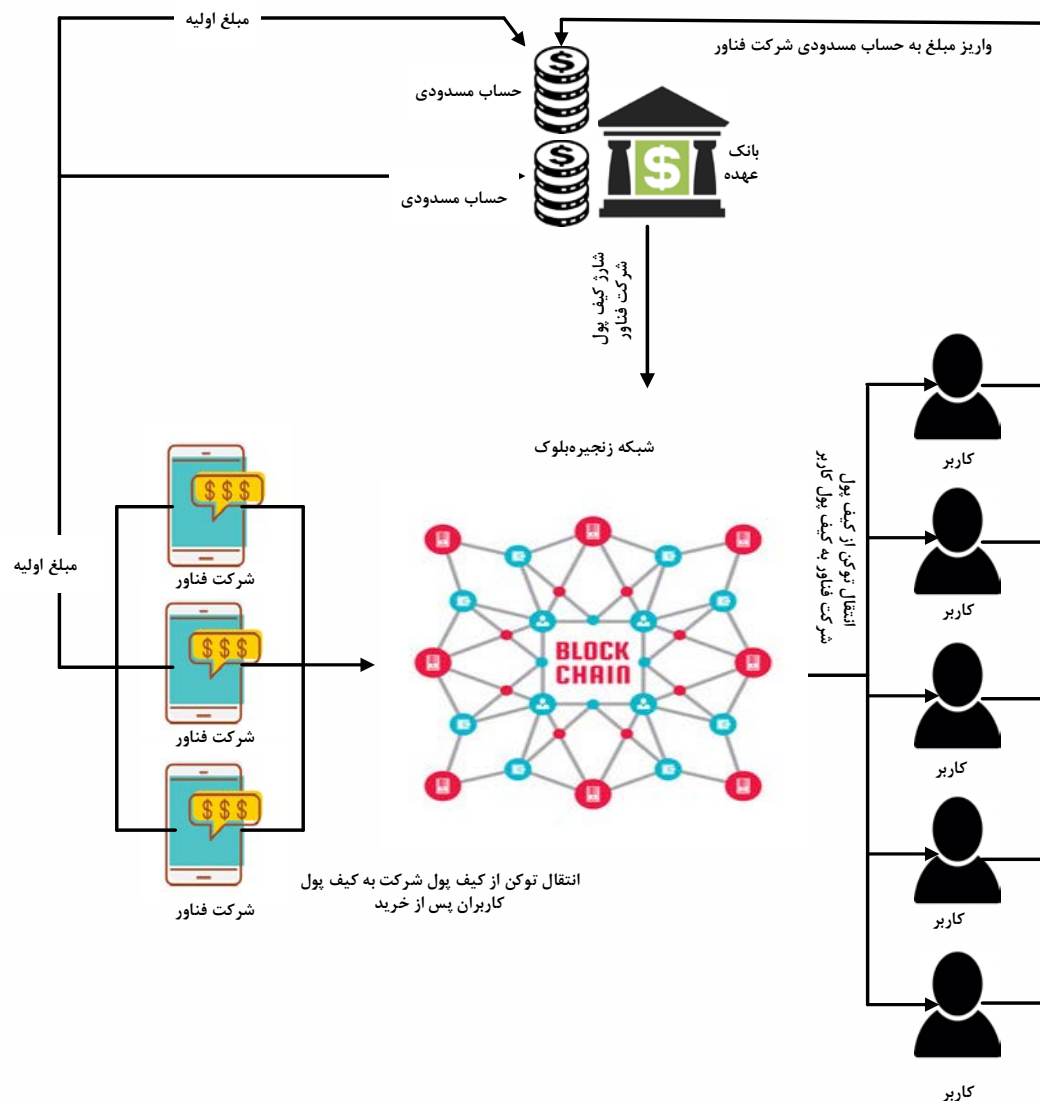 مبلغ اولیه
واریز مبلغ به حساب مسدودی شرکت فناور
حساب مسدودی
بانک
عهده
حساب مسدودی
شارژ کیف پول
شرکت فناور
شبکه زنجیره‌بلوک
کاربر
انتقال توکن از کیف پول
شرکت فناور به کیف پول کاربر
$ $ $
مبلغ اولیه
شرکت فناور
کاربر
BLOCK
CHAIN
$ $ $
شرکت فناور
کاربر
$ $ $
انتقال توکن از کیف پول شرکت به کیف پول
کاربران پس از خرید
شرکت فناور
کاربر
کاربر